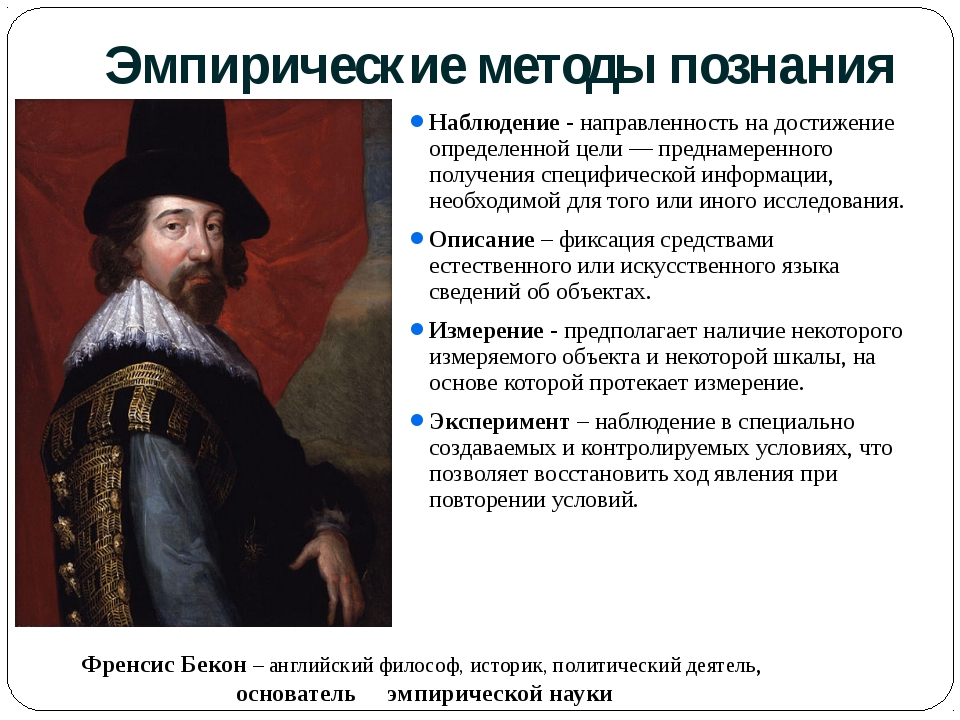 Эмпирические методы познания
Наблюдение - направленность на достижение
определенной цели — преднамеренного
получения специфической информации,
необходимой для того или иного исследования.
Описание – фиксация средствами
естественного или искусственного языка
сведений об объектах.
Измерение - предполагает наличие некоторого
измеряемого объекта и некоторой шкалы, на
основе которой протекает измерение.
Эксперимент – наблюдение в специально
создаваемых и контролируемых условиях, что
позволяет восстановить ход явления при
повторении условий.
Френсис Бекон – английский философ, историк, политический деятель,
основатель эмпирической науки